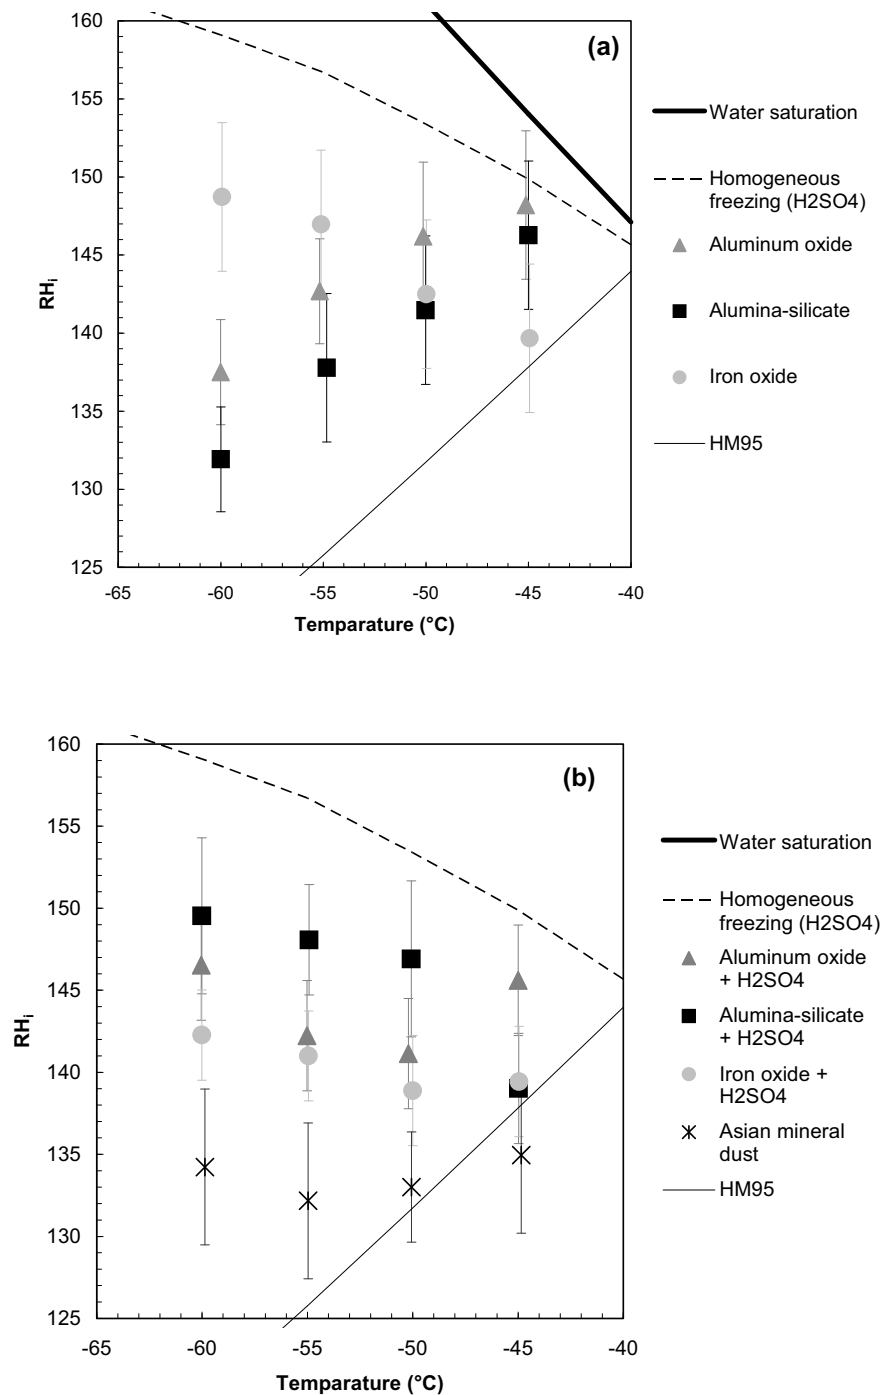 160
155
150
145
140
135
130
125
RHi
-65
-60
-55
-50
-45
-40
Temparature (°C)
(a)
Water saturation
Homogeneous
freezing (H2SO4)
Aluminum oxide
Alumina-silicate
Iron oxide
HM95
160
155
150
145
140
135
130
125
RHi
-65
-60
-55
-50
-45
-40
Temparature (°C)
(b)
Water saturation
Homogeneous
freezing (H2SO4)
Aluminum oxide
+ H2SO4
Alumina-silicate
+ H2SO4
Iron oxide +
H2SO4
Asian mineral
dust
HM95